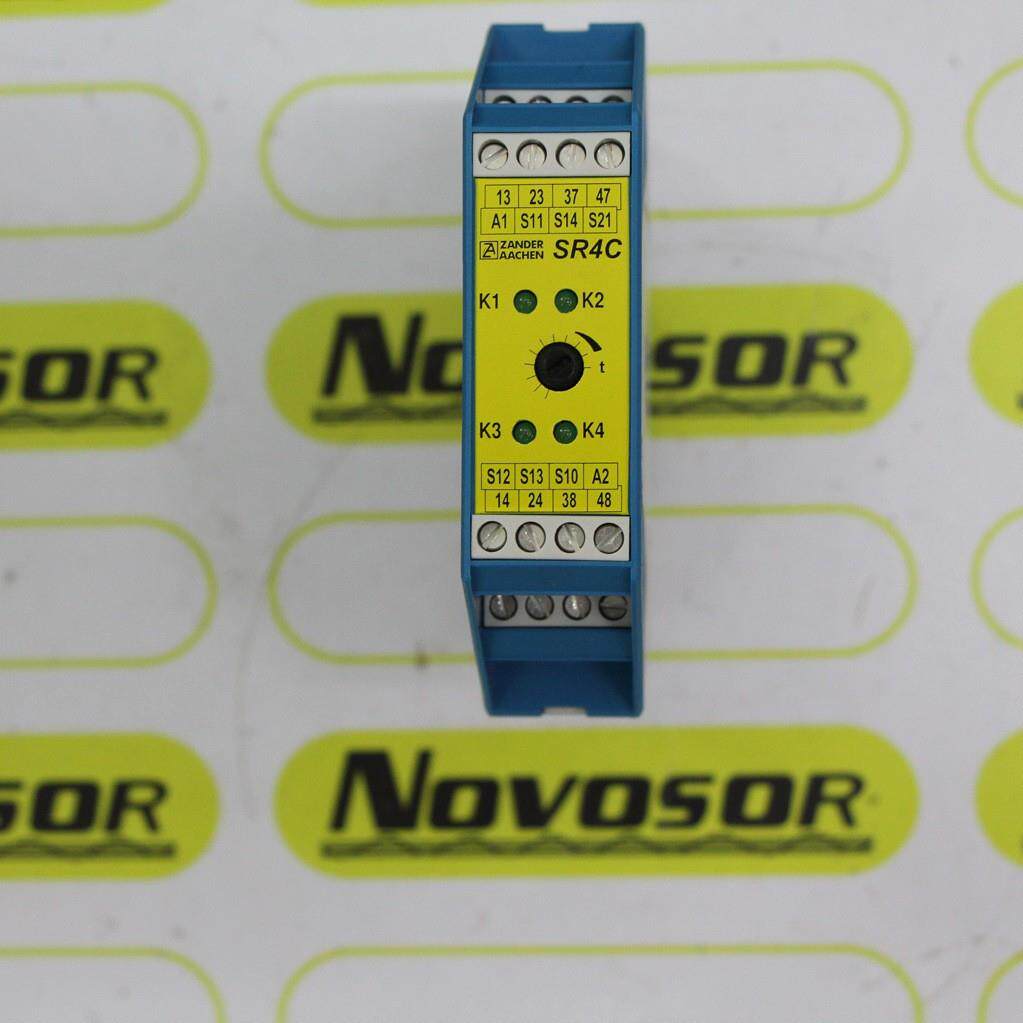 13 23 37 47
A1 S11 S14 S21
ZANDER
AACHEN
SR4C
K1 K2
t
K3 K4
S12 S13 S10 A2
14 24 38 48
NOVOSOR